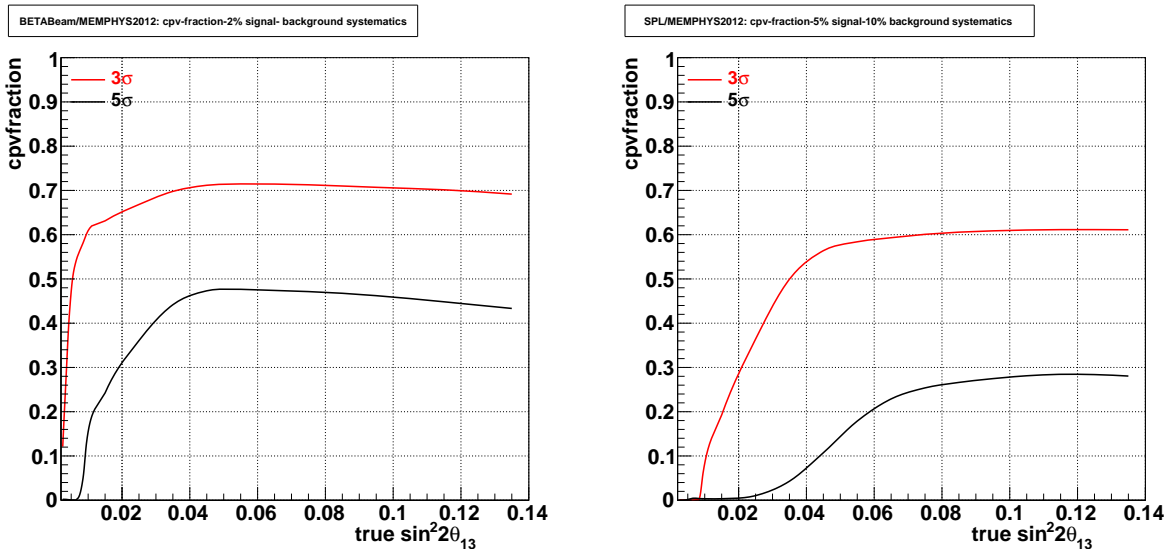 BETABeam/MEMPHYS2012: cpv-fraction-2% signal- background systematics
cpvfraction
1
0.9
0.8
0.7
0.6
0.5
0.4
0.3
0.2
0.1
0
3σ
5σ
0.02 0.04 0.06 0.08 0.1 0.12 0.14
true sin²2θ₁₃
SPL/MEMPHYS2012: cpv-fraction-5% signal-10% background systematics
cpvfraction
1
0.9
0.8
0.7
0.6
0.5
0.4
0.3
0.2
0.1
0
3σ
5σ
0.02 0.04 0.06 0.08 0.1 0.12 0.14
true sin²2θ₁₃